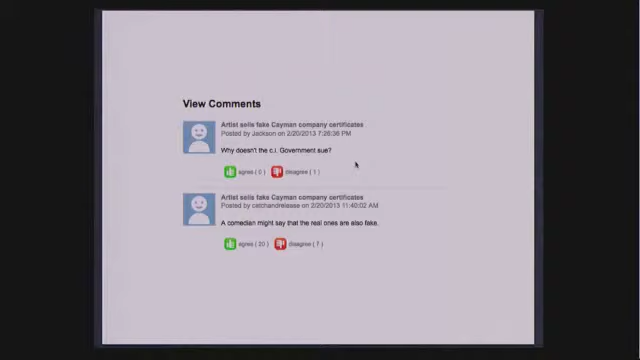 View Comments
Artist sells fake Cayman company certificates
Posted by Jackson on 2/20/2013 7:26:36 PM
Why doesn't the c.i. Government sue?
agree ( 0 ) disagree ( 1 )
Artist sells fake Cayman company certificates
Posted by catchandrelease on 2/20/2013 11:40:02 AM
A comedian might say that the real ones are also fake.
agree ( 20 ) disagree ( 7 )